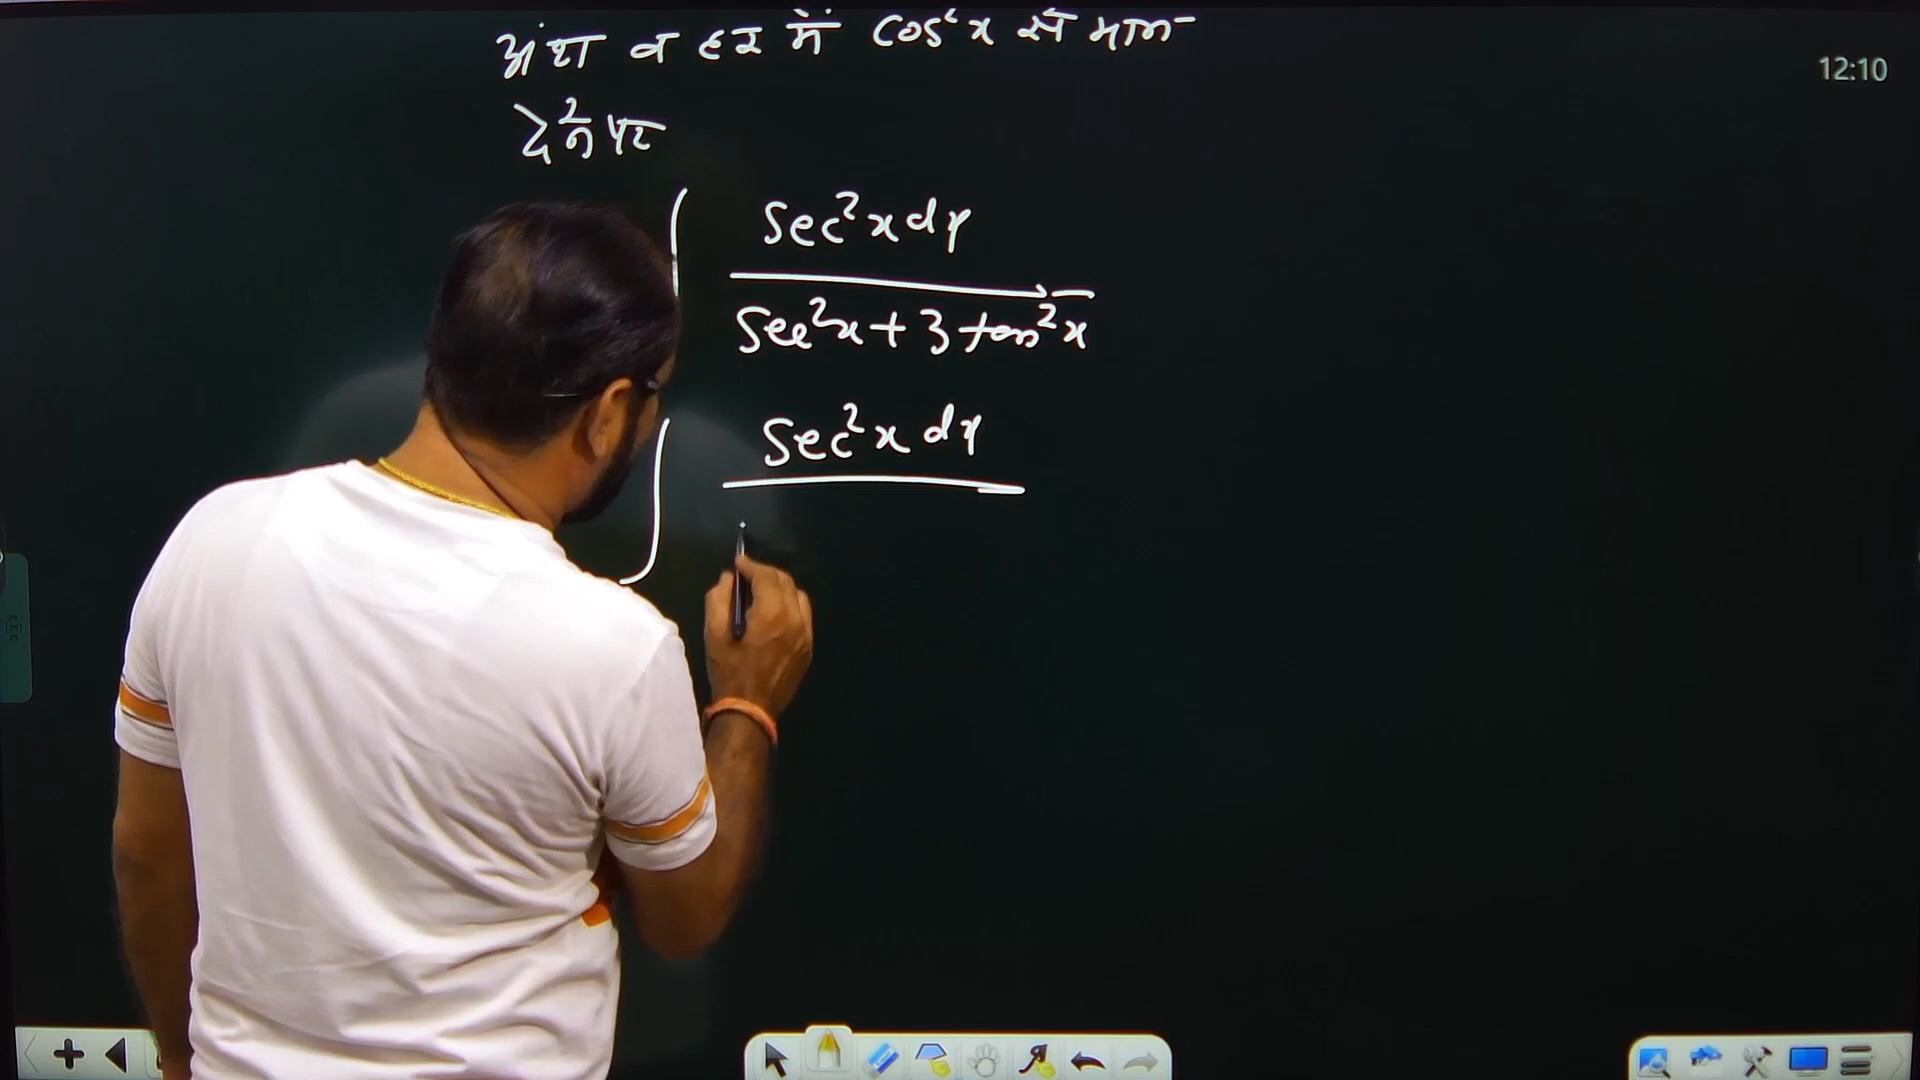 अंश व हर में cos²x से भाग
देने पर
12:10
∫ sec²x dx
sec²x + 3 tan²x
∫ sec²x dx